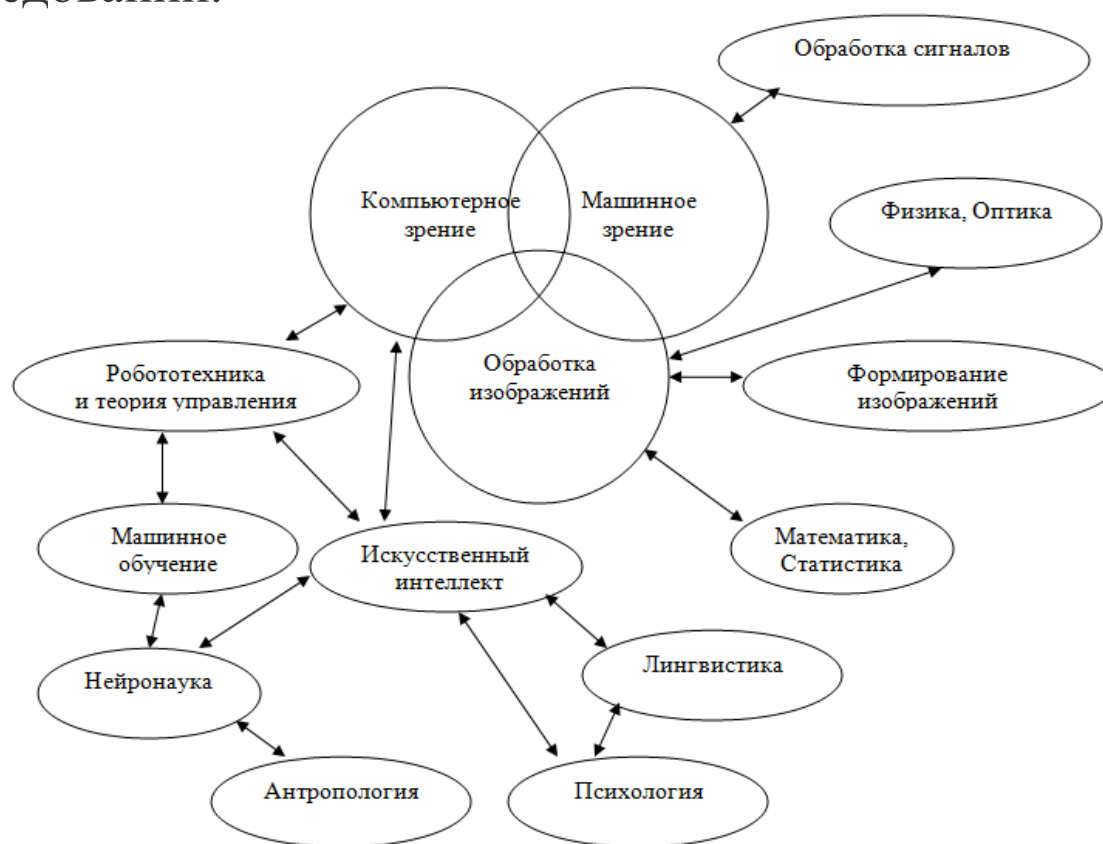 Обработка сигналов
Компьютерное
зрение
Машинное
зрение
Физика, Оптика
Обработка
изображений
Робототехника
и теория управления
Формирование
изображений
Машинное
обучение
Искусственный
интеллект
Математика,
Статистика
Нейронаука
Лингвистика
Антропология
Психология